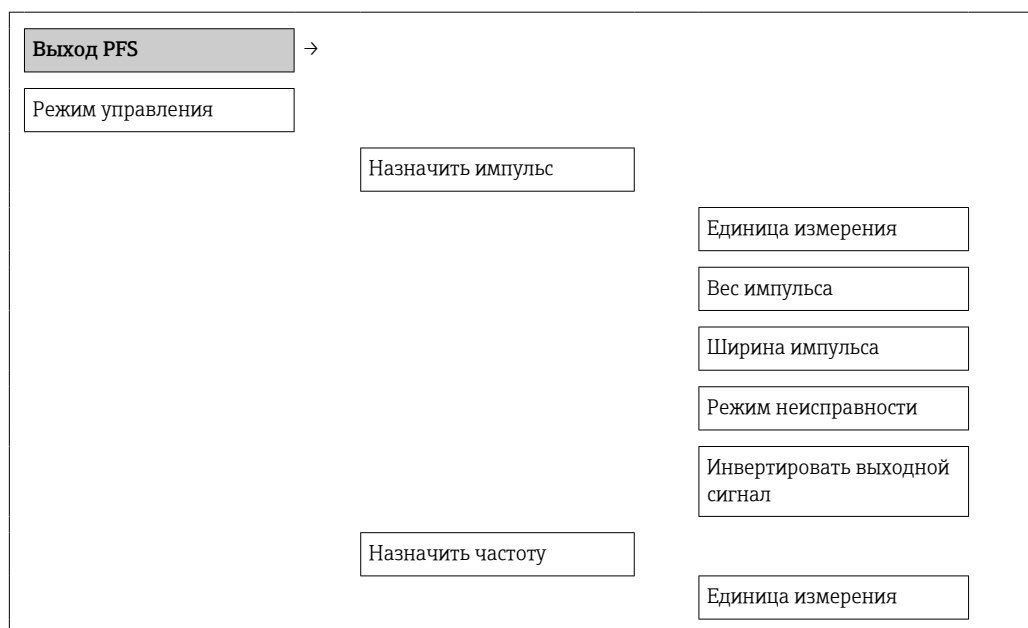 Выход PFS →
Режим управления
Назначить импульс
Единица измерения
Вес импульса
Ширина импульса
Режим неисправности
Инвертировать выходной
сигнал
Назначить частоту
Единица измерения